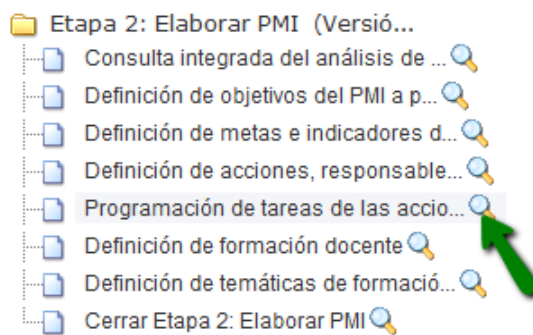 Etapa 2: Elaborar PMI (Versió...
Consulta integrada del análisis de ...
Definición de objetivos del PMI a p...
Definición de metas e indicadores d...
Definición de acciones, responsable...
Programación de tareas de las accio...
Definición de formación docente
Definición de temáticas de formació...
Cerrar Etapa 2: Elaborar PMI